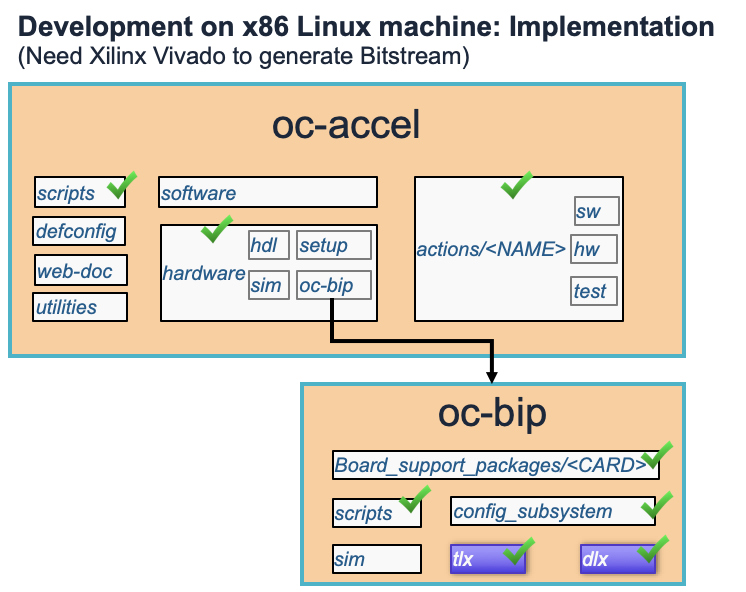 Development on x86 Linux machine: Implementation
(Need Xilinx Vivado to generate Bitstream)
oc-accel
scripts
defconfig
web-doc
utilities
software
hardware
hdl
setup
sim
oc-bip
actions/<NAME>
sw
hw
test
oc-bip
Board_support_packages/<CARD>
scripts
config_subsystem
sim
tlx
dlx